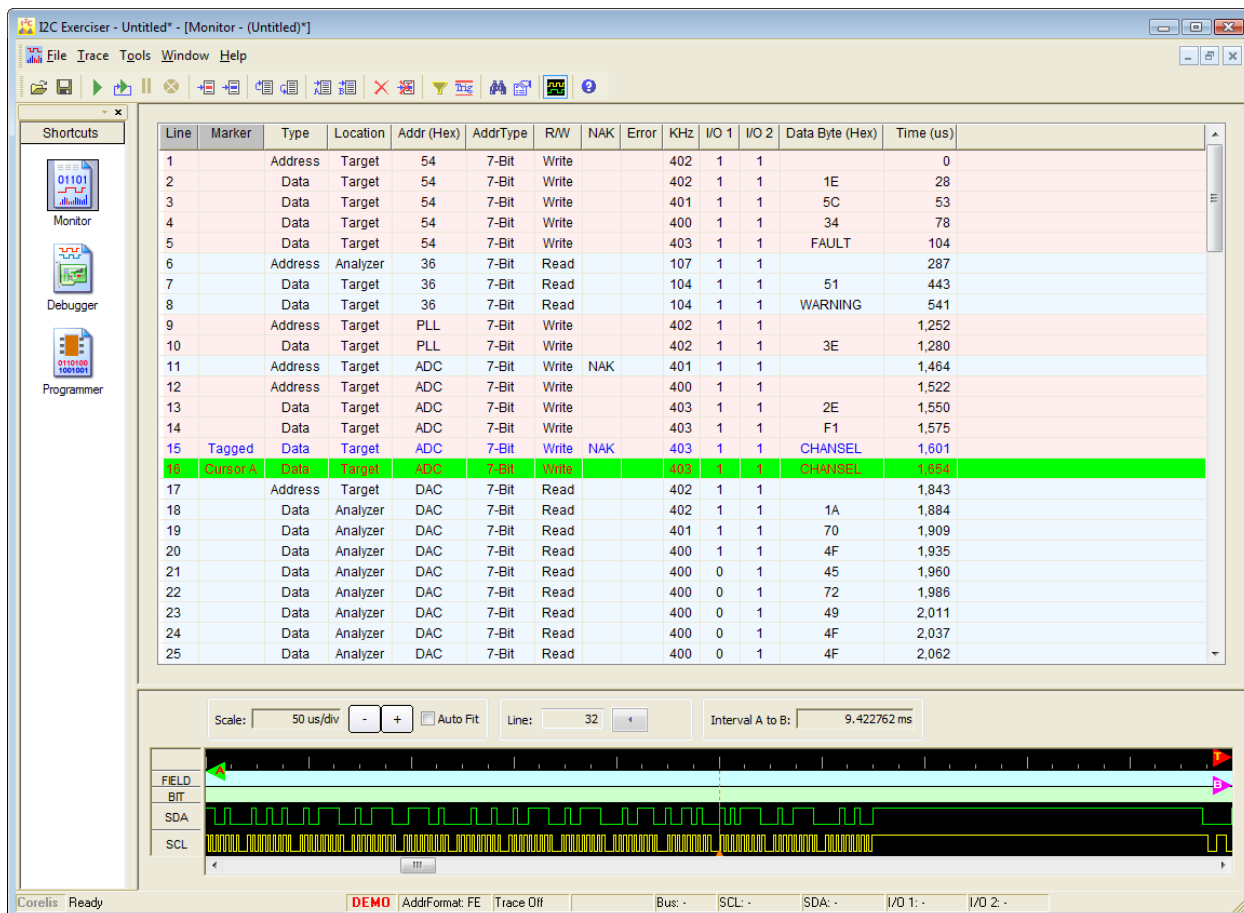 I2C Exerciser - Untitled* - [Monitor - (Untitled)*]
File Trace Tools Window Help
Shortcuts
Monitor
Debugger
Programmer
Line Marker Type Location Addr (Hex) AddrType R/W NAK Error KHz I/O 1 I/O 2 Data Byte (Hex) Time (us)
1 Address Target 54 7-Bit Write 402 1 1 0
2 Data Target 54 7-Bit Write 402 1 1 1E 28
3 Data Target 54 7-Bit Write 401 1 1 5C 53
4 Data Target 54 7-Bit Write 400 1 1 34 78
5 Data Target 54 7-Bit Write 403 1 1 FAULT 104
6 Address Analyzer 36 7-Bit Read 107 1 1 287
7 Data Target 36 7-Bit Read 104 1 1 51 443
8 Data Target 36 7-Bit Read 104 1 1 WARNING 541
9 Address Target PLL 7-Bit Write 402 1 1 1,252
10 Data Target PLL 7-Bit Write 402 1 1 3E 1,280
11 Address Target ADC 7-Bit Write NAK 401 1 1 1,464
12 Address Target ADC 7-Bit Write 400 1 1 1,522
13 Data Target ADC 7-Bit Write 403 1 1 2E 1,550
14 Data Target ADC 7-Bit Write 403 1 1 F1 1,575
15 Tagged Data Target ADC 7-Bit Write NAK 403 1 1 CHANSEL 1,601
16 Cursor A Data Target ADC 7-Bit Write 403 1 1 CHANSEL 1,654
17 Address Target DAC 7-Bit Read 402 1 1 1,843
18 Data Analyzer DAC 7-Bit Read 402 1 1 1A 1,884
19 Data Analyzer DAC 7-Bit Read 401 1 1 70 1,909
20 Data Analyzer DAC 7-Bit Read 400 1 1 4F 1,935
21 Data Analyzer DAC 7-Bit Read 400 0 1 45 1,960
22 Data Analyzer DAC 7-Bit Read 400 0 1 72 1,986
23 Data Analyzer DAC 7-Bit Read 400 0 1 49 2,011
24 Data Analyzer DAC 7-Bit Read 400 0 1 4F 2,037
25 Data Analyzer DAC 7-Bit Read 400 0 1 4F 2,062
Scale: 50 us/div - + Auto Fit Line: 32 Interval A to B: 9.422762 ms
A T
FIELD B
BIT
SDA
SCL
Corelis Ready DEMO AddrFormat: FE Trace Off Bus: - SCL: - SDA: - I/O 1: - I/O 2: -